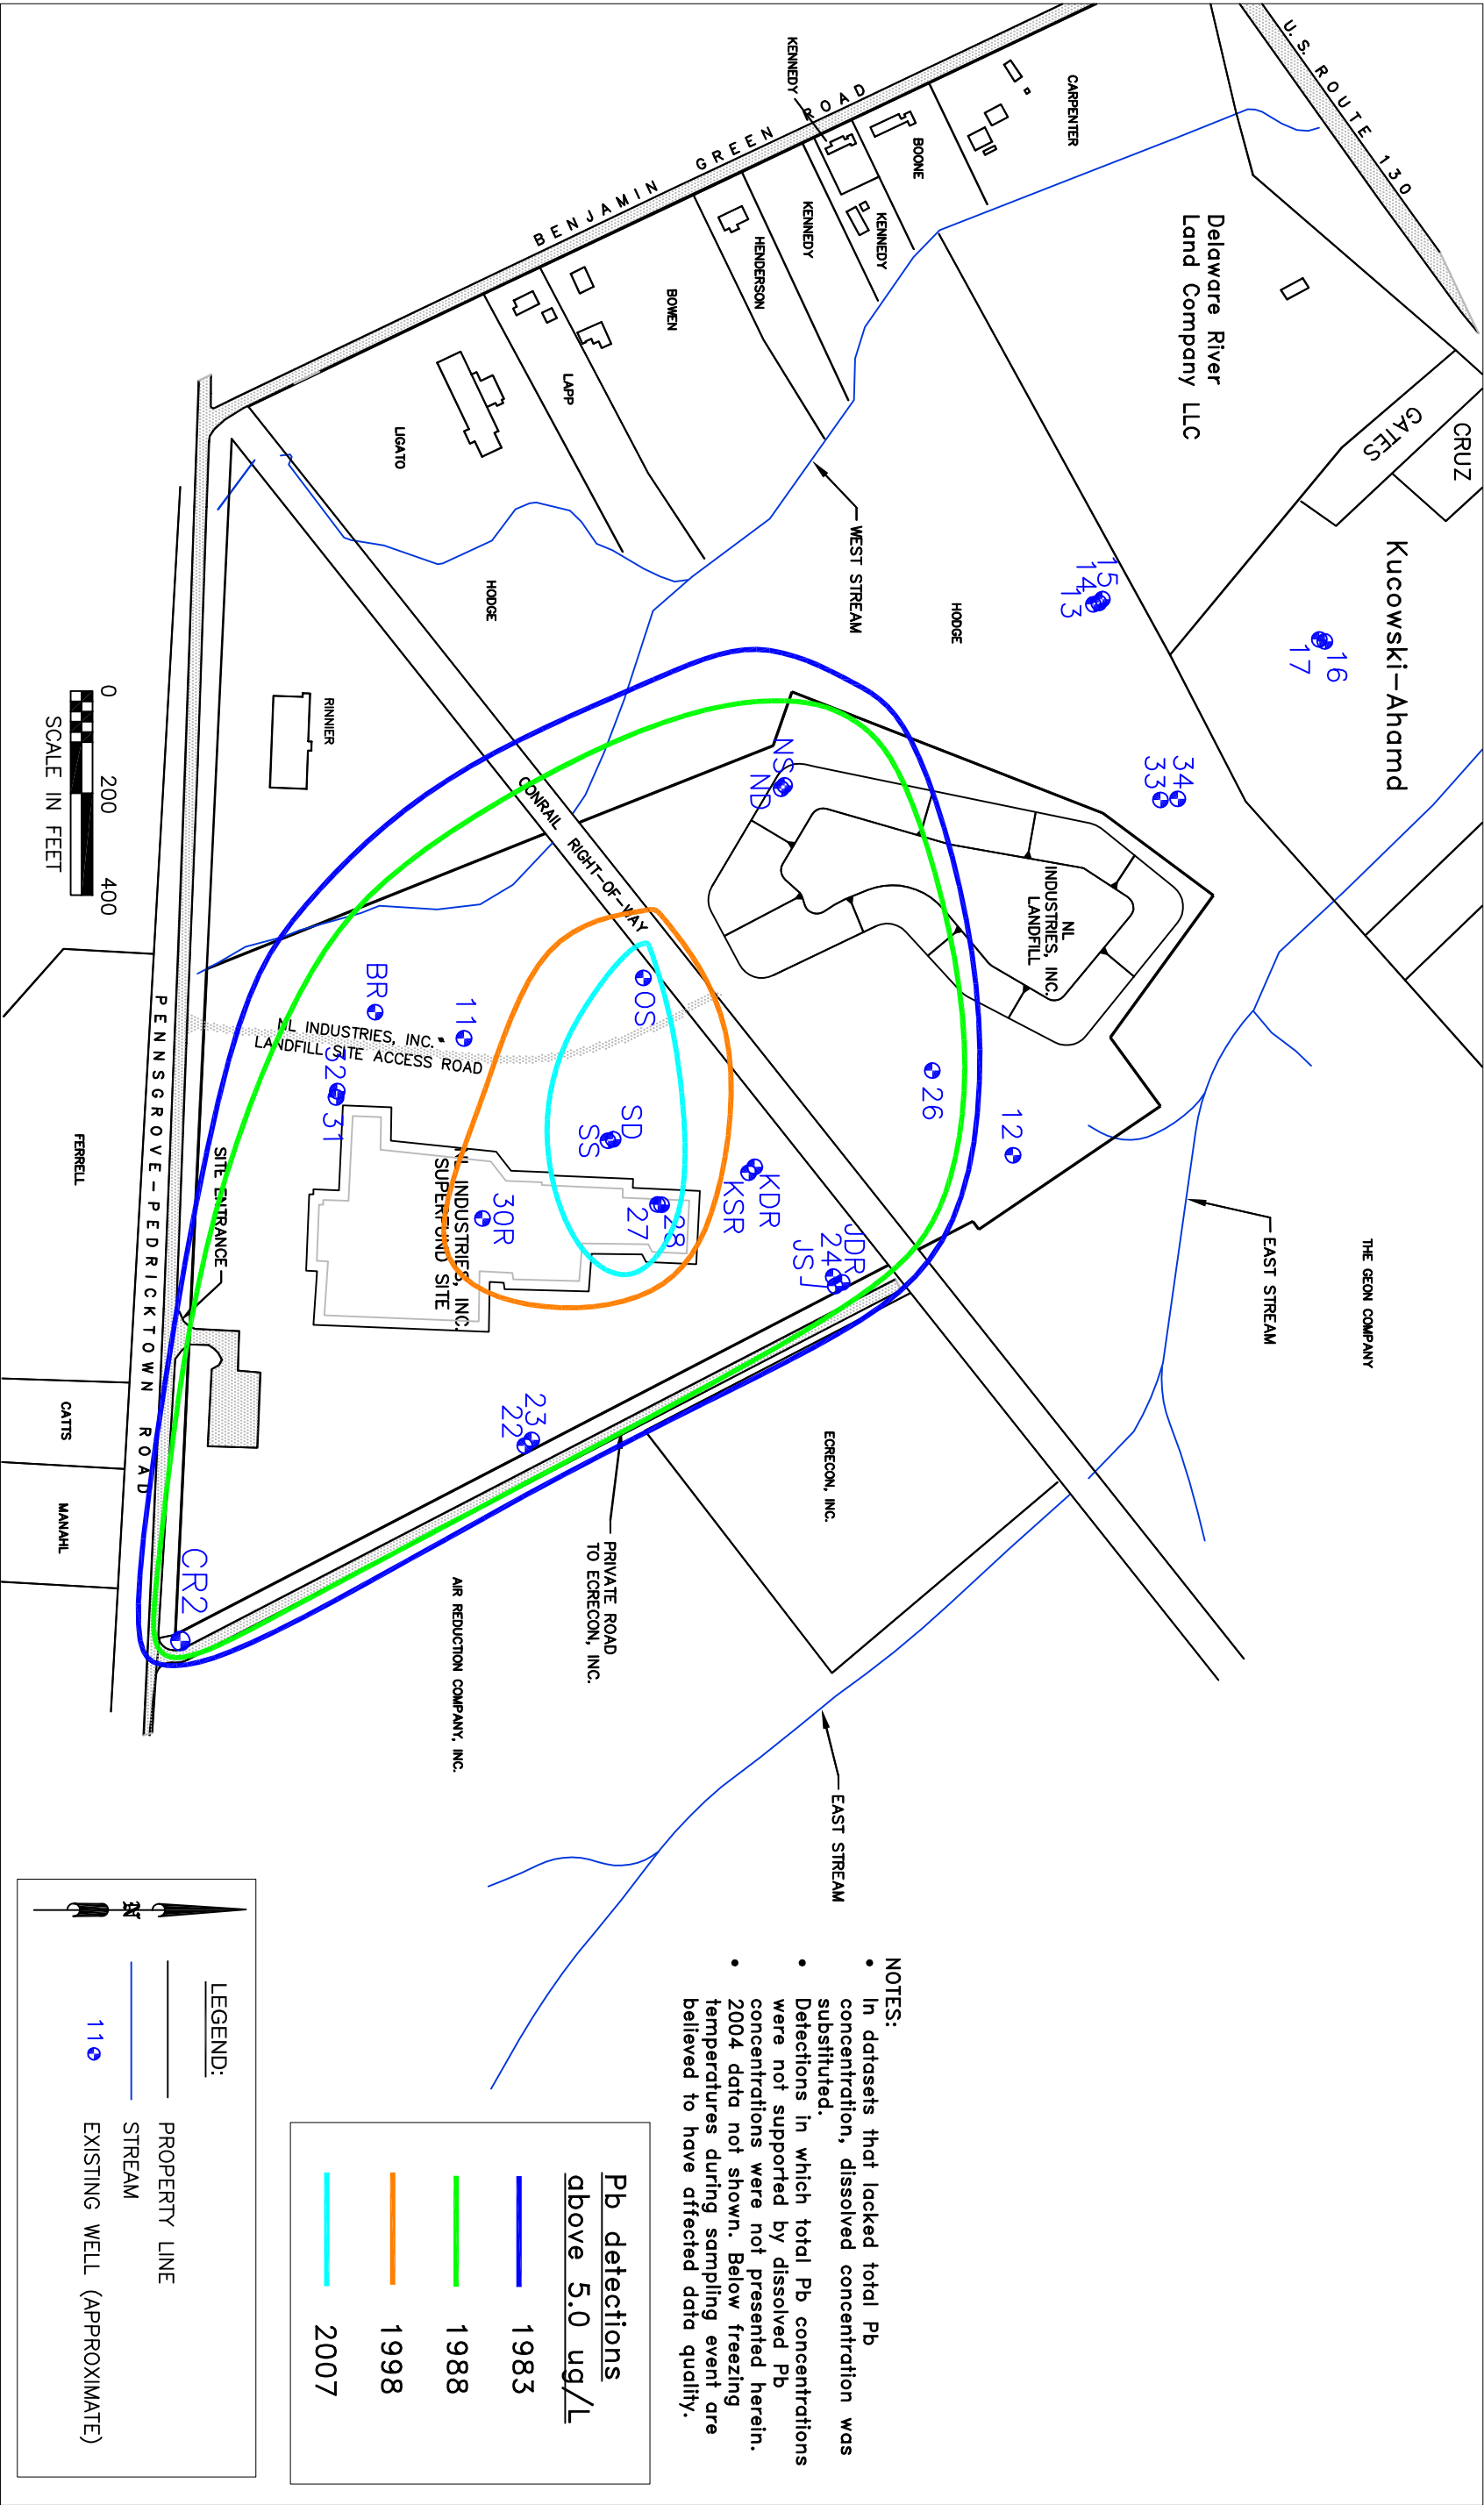 U.S. ROUTE 130
CRUZ
GATES
Kucowski-Ahamd
Delaware River
Land Company LLC
CARPENTER
BOONE
KENNEDY
KENNEDY
KENNEDY
HENDERSON
BOWEN
LAPP
LIGATO
BENJAMIN GREEN ROAD
WEST STREAM
HODGE
HODGE
RINNIER
15
14
13
16
17
34
33
THE GEON COMPANY
EAST STREAM
NL
INDUSTRIES, INC.
LANDFILL
NS
ND
26
12
CONRAIL RIGHT-OF-WAY
OS
SD
SS
KDR
KSR
28
27
JDR
24
JS
30R
11
BR
32
31
23
22
CR2
NL INDUSTRIES, INC.
LANDFILL SITE ACCESS ROAD
NL INDUSTRIES, INC.
SUPERFUND SITE
SITE ENTRANCE
ECRECON, INC.
PRIVATE ROAD
TO ECRECON, INC.
AIR REDUCTION COMPANY, INC.
EAST STREAM
PENNSGROVE-PEDRICKTOWN ROAD
FERRELL
CATTS
MANAHL
0 200 400
SCALE IN FEET
NOTES:
• In datasets that lacked total Pb
concentration, dissolved concentration was
substituted.
• Detections in which total Pb concentrations
were not supported by dissolved Pb
concentrations were not presented herein.
• 2004 data not shown. Below freezing
temperatures during sampling event are
believed to have affected data quality.
Pb detections
above 5.0 ug/L
1983
1988
1998
2007
LEGEND:
PROPERTY LINE
STREAM
11 EXISTING WELL (APPROXIMATE)